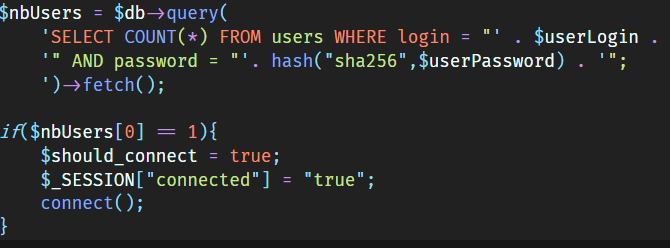 $nbUsers = $db->query(
    'SELECT COUNT(*) FROM users WHERE login = "' . $userLogin .
    '" AND password = "'. hash("sha256",$userPassword) . '";
    ')->fetch();

if($nbUsers[0] == 1){
    $should_connect = true;
    $_SESSION["connected"] = "true";
    connect();
}